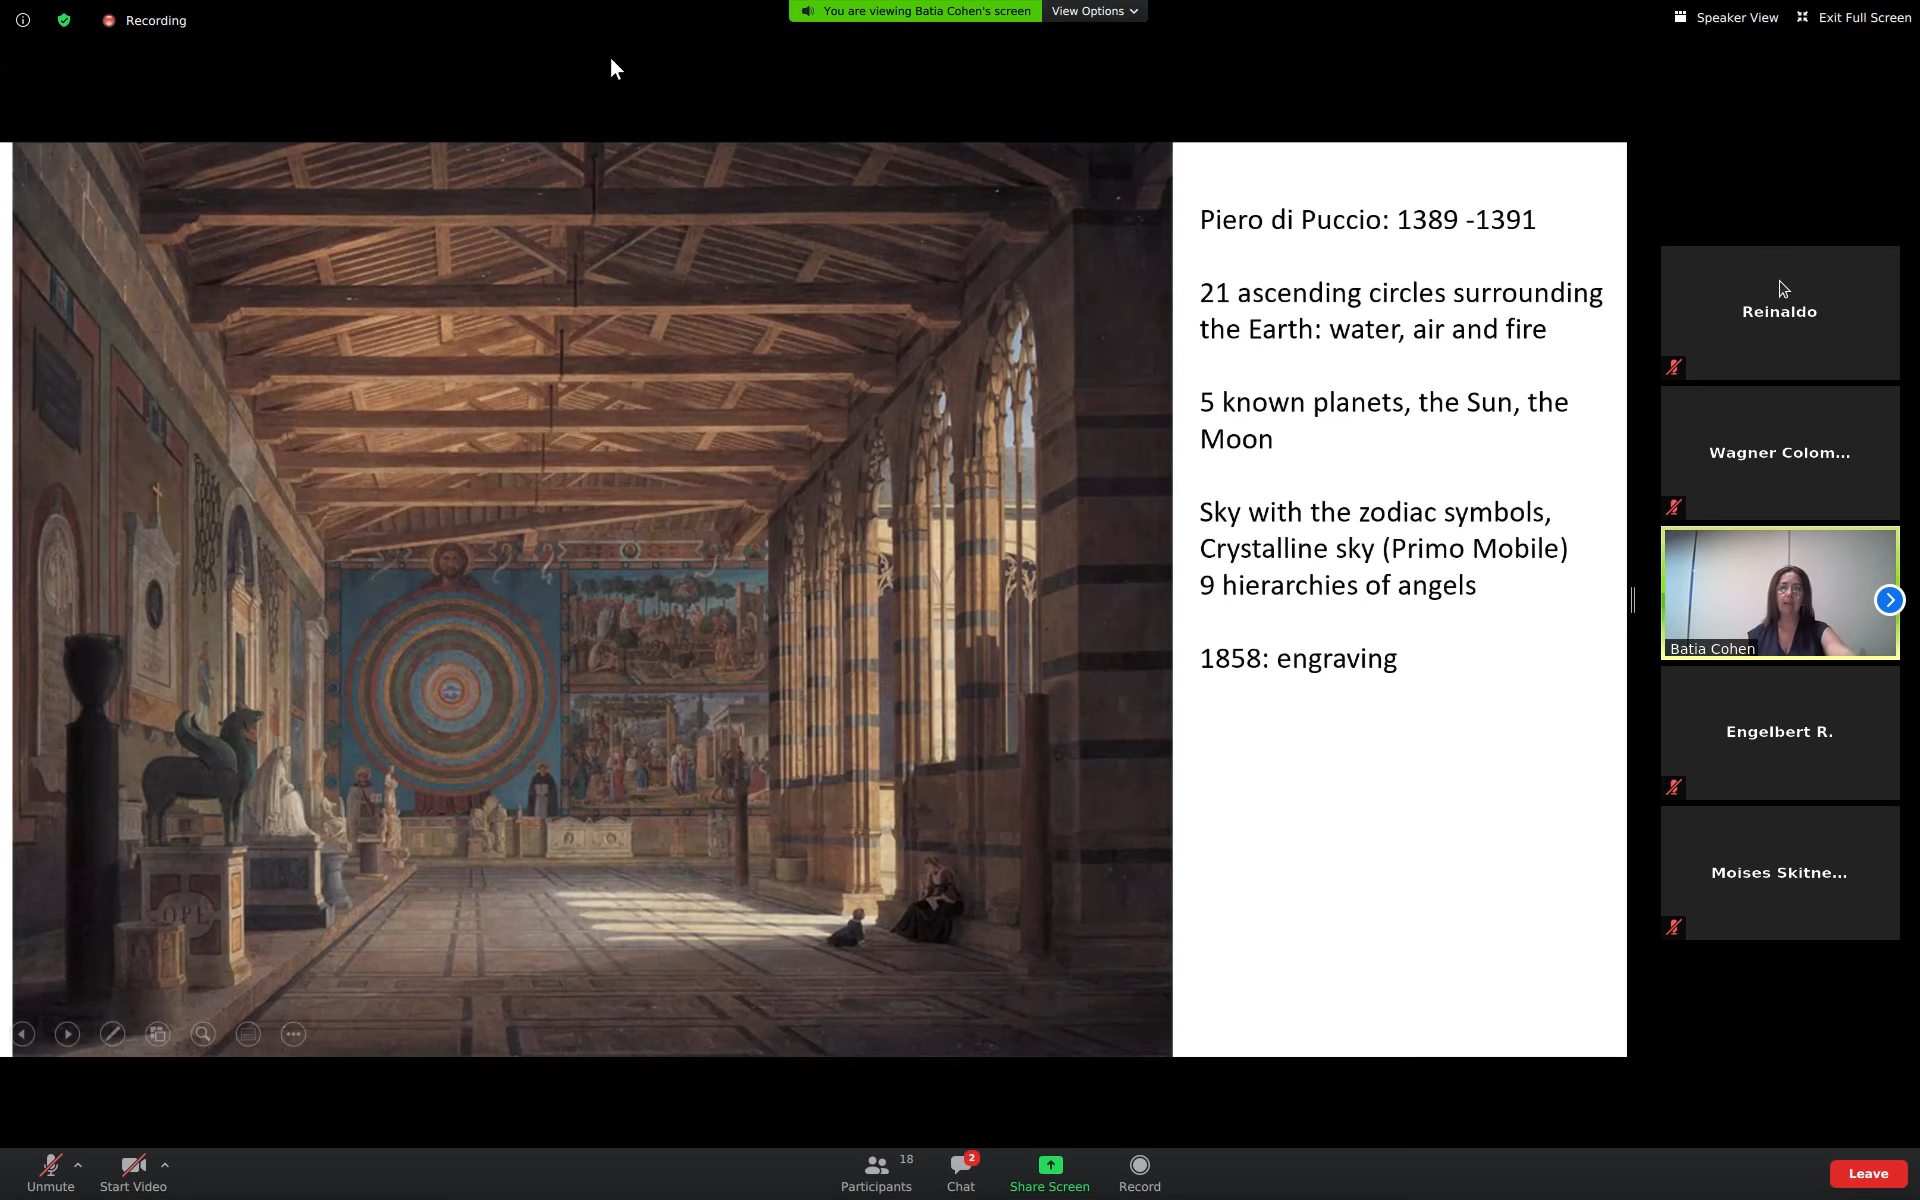 Recording
You are viewing Batia Cohen's screen
View Options
Speaker View
Exit Full Screen
Piero di Puccio: 1389 -1391
21 ascending circles surrounding
the Earth: water, air and fire
5 known planets, the Sun, the
Moon
Sky with the zodiac symbols,
Crystalline sky (Primo Mobile)
9 hierarchies of angels
1858: engraving
OPE
Reinaldo
Wagner Colom...
Batia Cohen
Engelbert R.
Moises Skitne...
Unmute
Start Video
Participants
18
Chat
2
Share Screen
Record
Leave